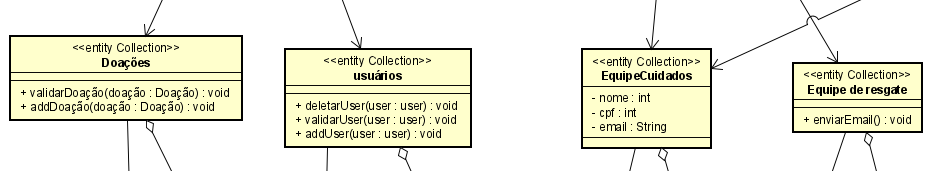 <<entity Collection>>
Doações
+ validarDoação(doação : Doação) : void
+ addDoação(doação : Doação) : void
<<entity Collection>>
usuários
+ deletarUser(user : user) : void
+ validarUser(user : user) : void
+ addUser(user : user) : void
<<entity Collection>>
EquipeCuidados
- nome : int
- cpf : int
- email : String
<<entity Collection>>
Equipe de resgate
+ enviarEmail() : void